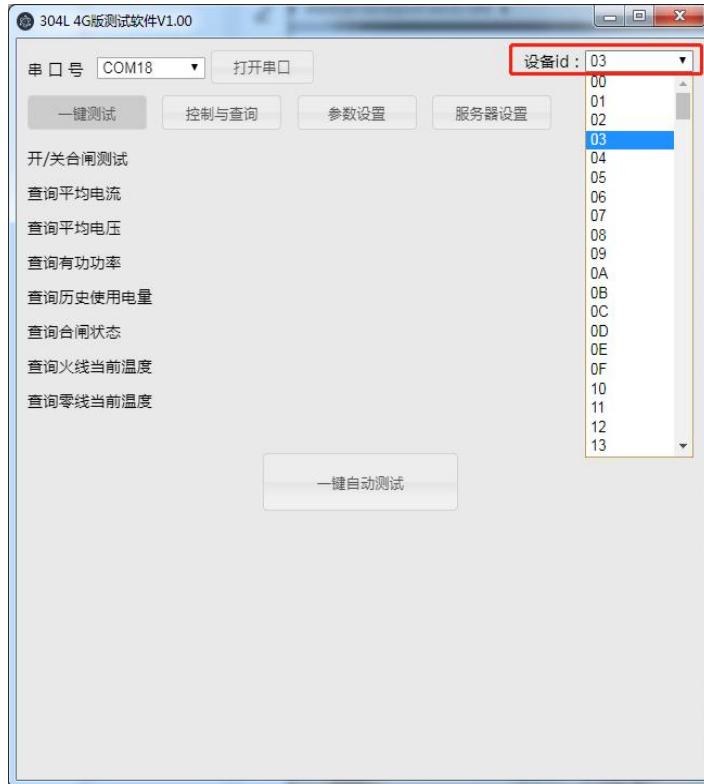 304L 4G版测试软件V1.00
串口号 COM18 打开串口 设备id：03
一键测试 控制与查询 参数设置 服务器设置
00
01
02
03
04
05
06
07
08
09
0A
0B
0C
0D
0E
0F
10
11
12
13
开/关合闸测试
查询平均电流
查询平均电压
查询有功功率
查询历史使用电量
查询合闸状态
查询火线当前温度
查询零线当前温度
一键自动测试